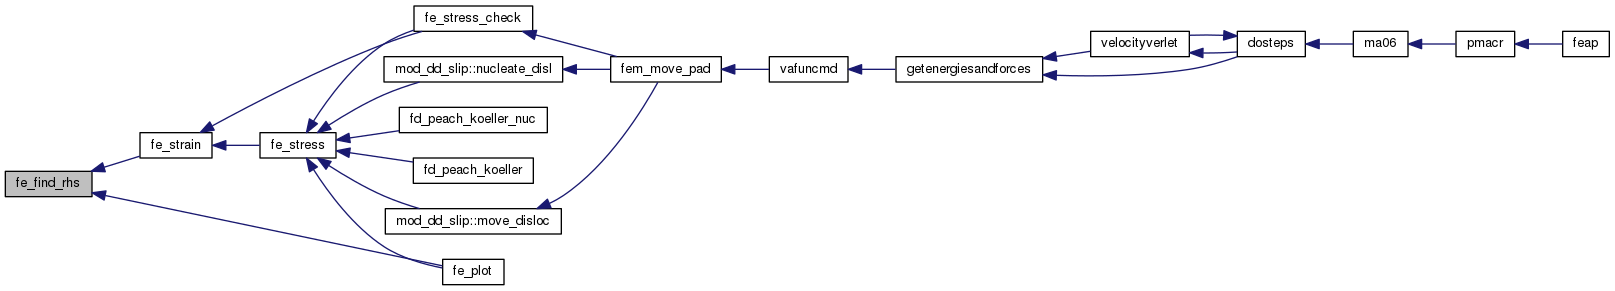 fe_find_rhs
fe_strain
fe_stress
fe_stress_check
mod_dd_slip::nucleate_disl
fd_peach_koeller_nuc
fd_peach_koeller
mod_dd_slip::move_disloc
fe_plot
fem_move_pad
vafuncmd
getenergiesandforces
velocityverlet
dosteps
ma06
pmacr
feap